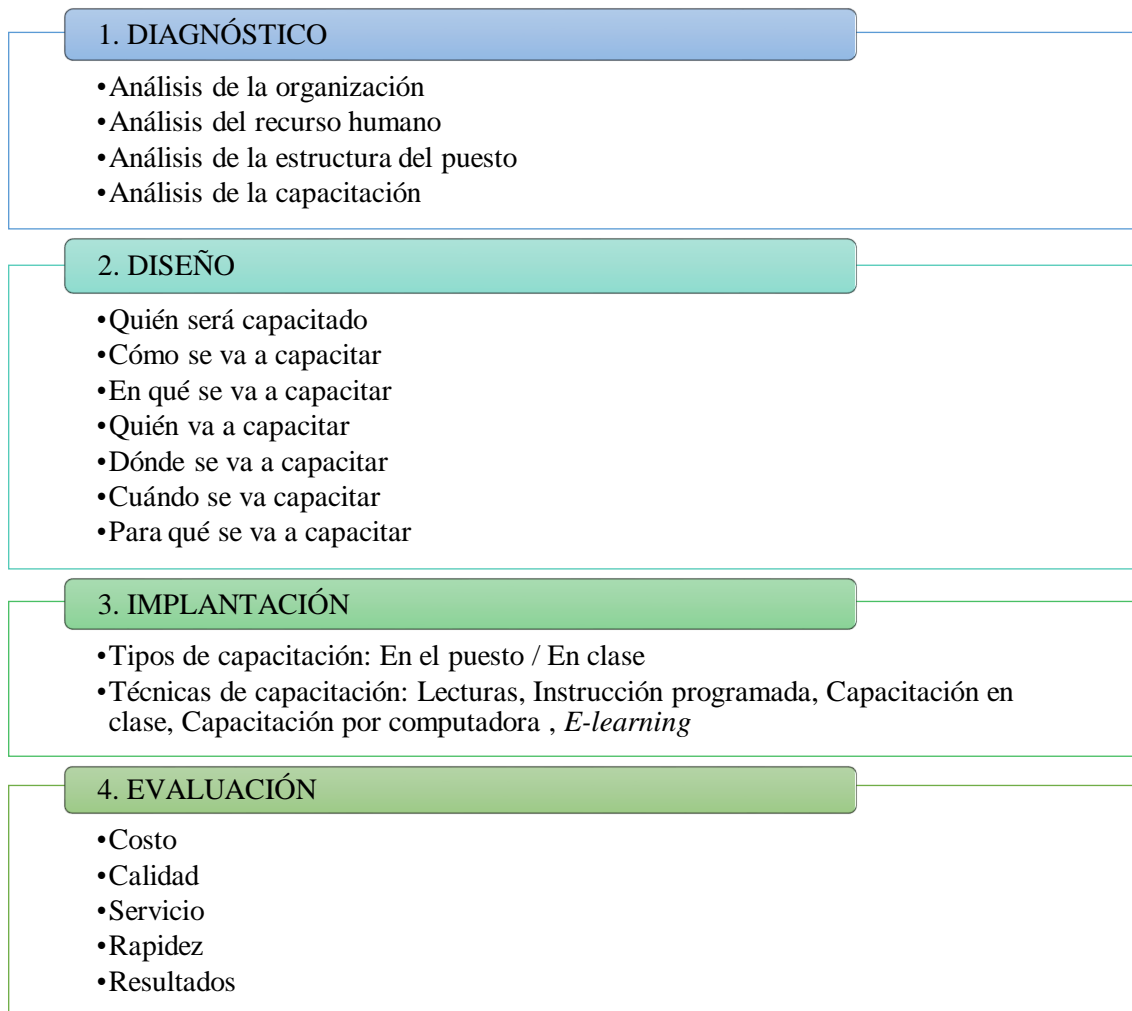 1. DIAGNÓSTICO
•Análisis de la organización
•Análisis del recurso humano
•Análisis de la estructura del puesto
•Análisis de la capacitación
2. DISEÑO
•Quién será capacitado
•Cómo se va a capacitar
•En qué se va a capacitar
•Quién va a capacitar
•Dónde se va a capacitar
•Cuándo se va capacitar
•Para qué se va a capacitar
3. IMPLANTACIÓN
•Tipos de capacitación: En el puesto / En clase
•Técnicas de capacitación: Lecturas, Instrucción programada, Capacitación en
clase, Capacitación por computadora , E-learning
4. EVALUACIÓN
•Costo
•Calidad
•Servicio
•Rapidez
•Resultados